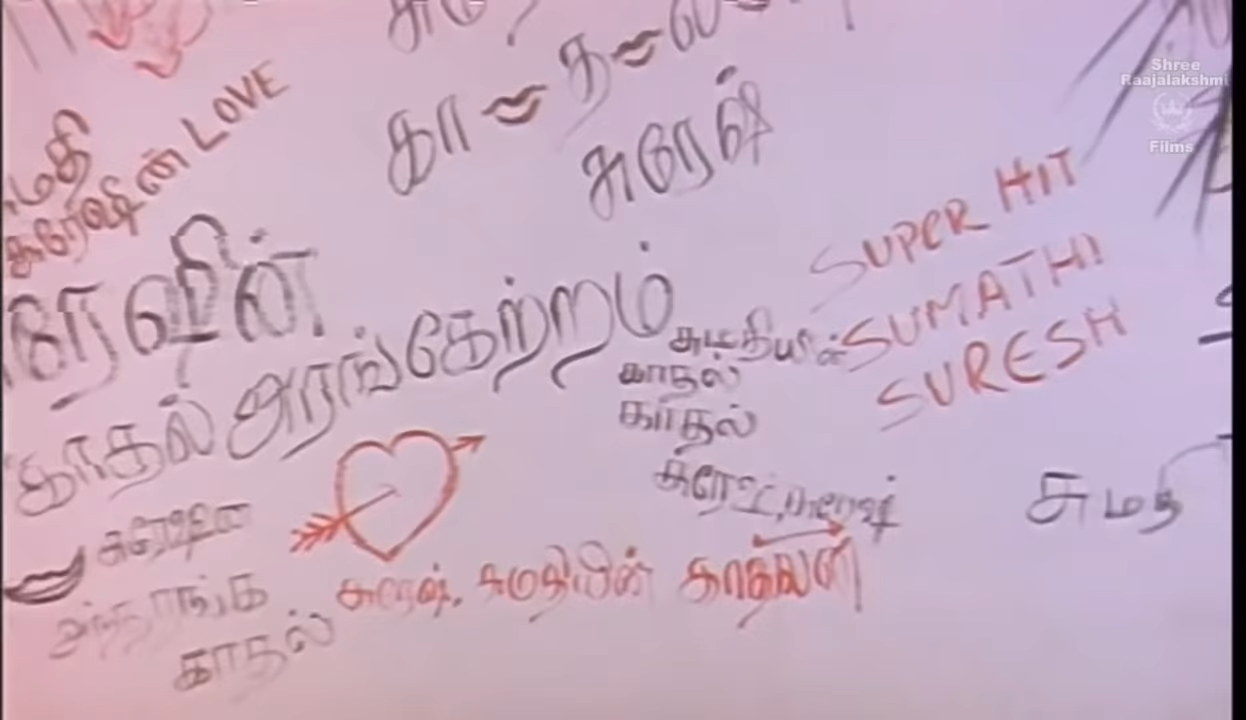 கா த ல்
சுரேஷ்
சுமதி
சுரேஷின் LOVE
Shree
Raajalakshmi
Films
SUPER HIT
SUMATHI
SURESH
சுரேஷின்
காதல் அரங்கேற்றம்
சுமதியின்
காதல்
காதல்
சுமதி
சுரேஷின்
அந்தரங்க
காதல்
சுரேஷ், சுமதியின்